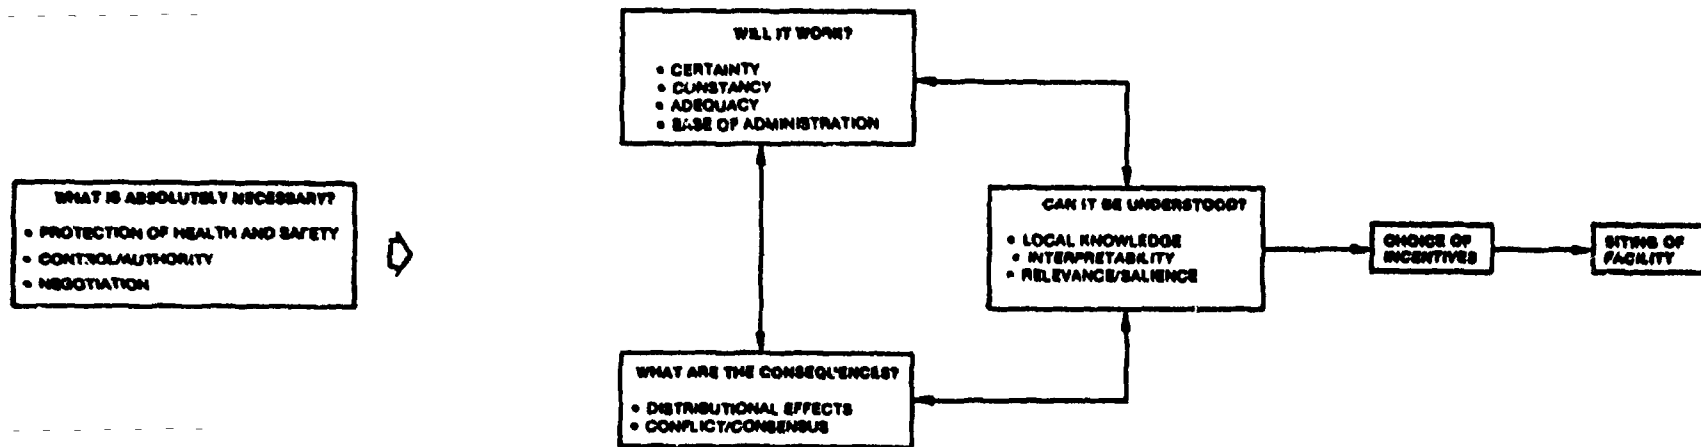 WHAT IS ABSOLUTELY NECESSARY?
• PROTECTION OF HEALTH AND SAFETY
• CONTROL/AUTHORITY
• NEGOTIATION
WILL IT WORK?
• CERTAINTY
• CONSTANCY
• ADEQUACY
• EASE OF ADMINISTRATION
WHAT ARE THE CONSEQUENCES?
• DISTRIBUTIONAL EFFECTS
• CONFLICT/CONSENSUS
CAN IT BE UNDERSTOOD?
• LOCAL KNOWLEDGE
• INTERPRETABILITY
• RELEVANCE/SALIENCE
CHOICE OF
INCENTIVES
SITING OF
FACILITY